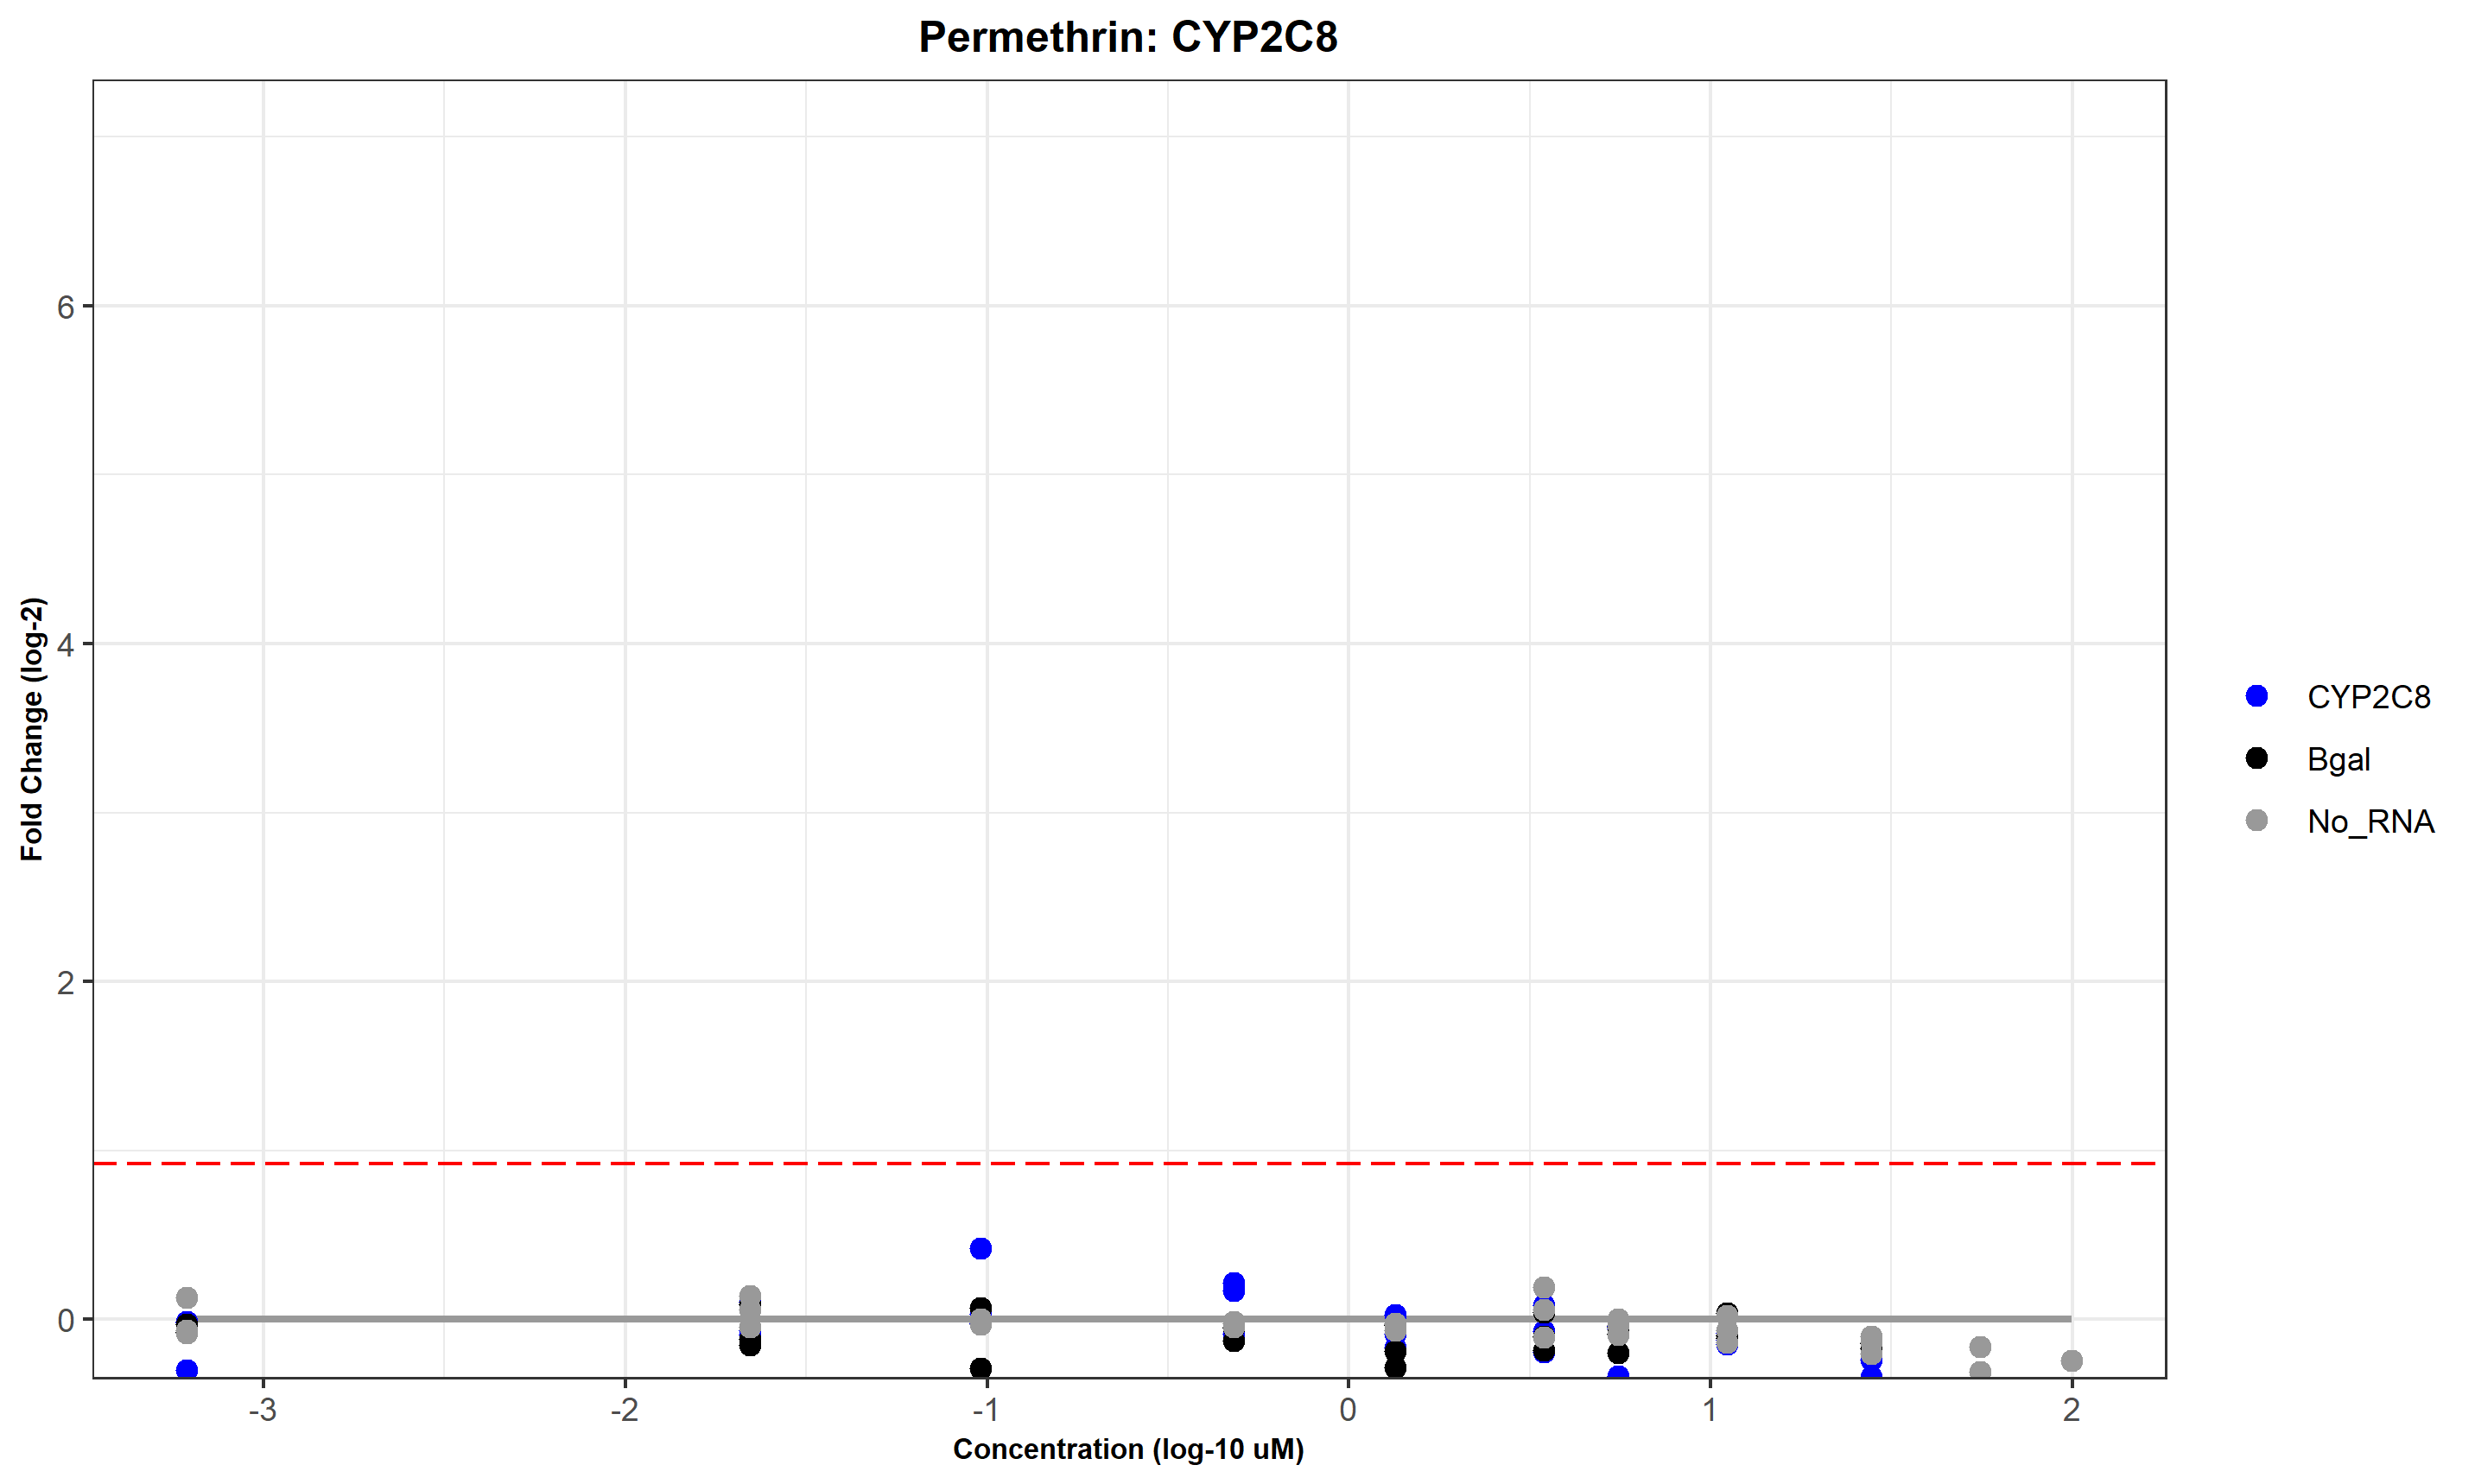 Permethrin: CYP2C8
Fold Change (log-2)
6
4
2
0
-3
-2
-1
0
1
2
Concentration (log-10 uM)
CYP2C8
Bgal
No_RNA